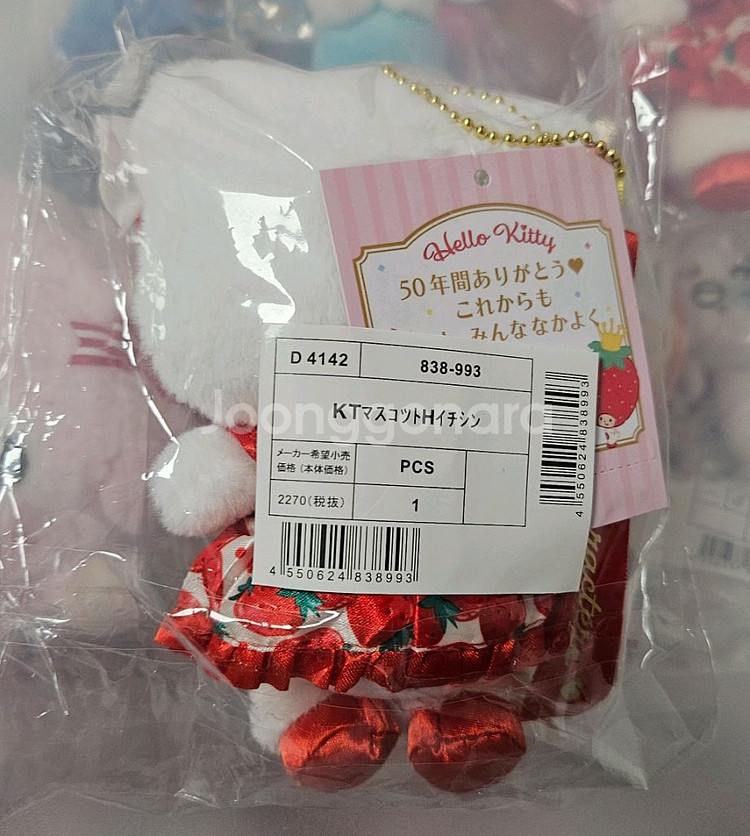 Hello Kitty
50年間ありがとう♥
これからも
みんななかよく
D 4142
838-993
KTマスコットHイチシン
メーカー希望小売
価格(本体価格)
PCS
2270(税抜)
1
4 550624 838993
4 550624 838993
Joonggonara